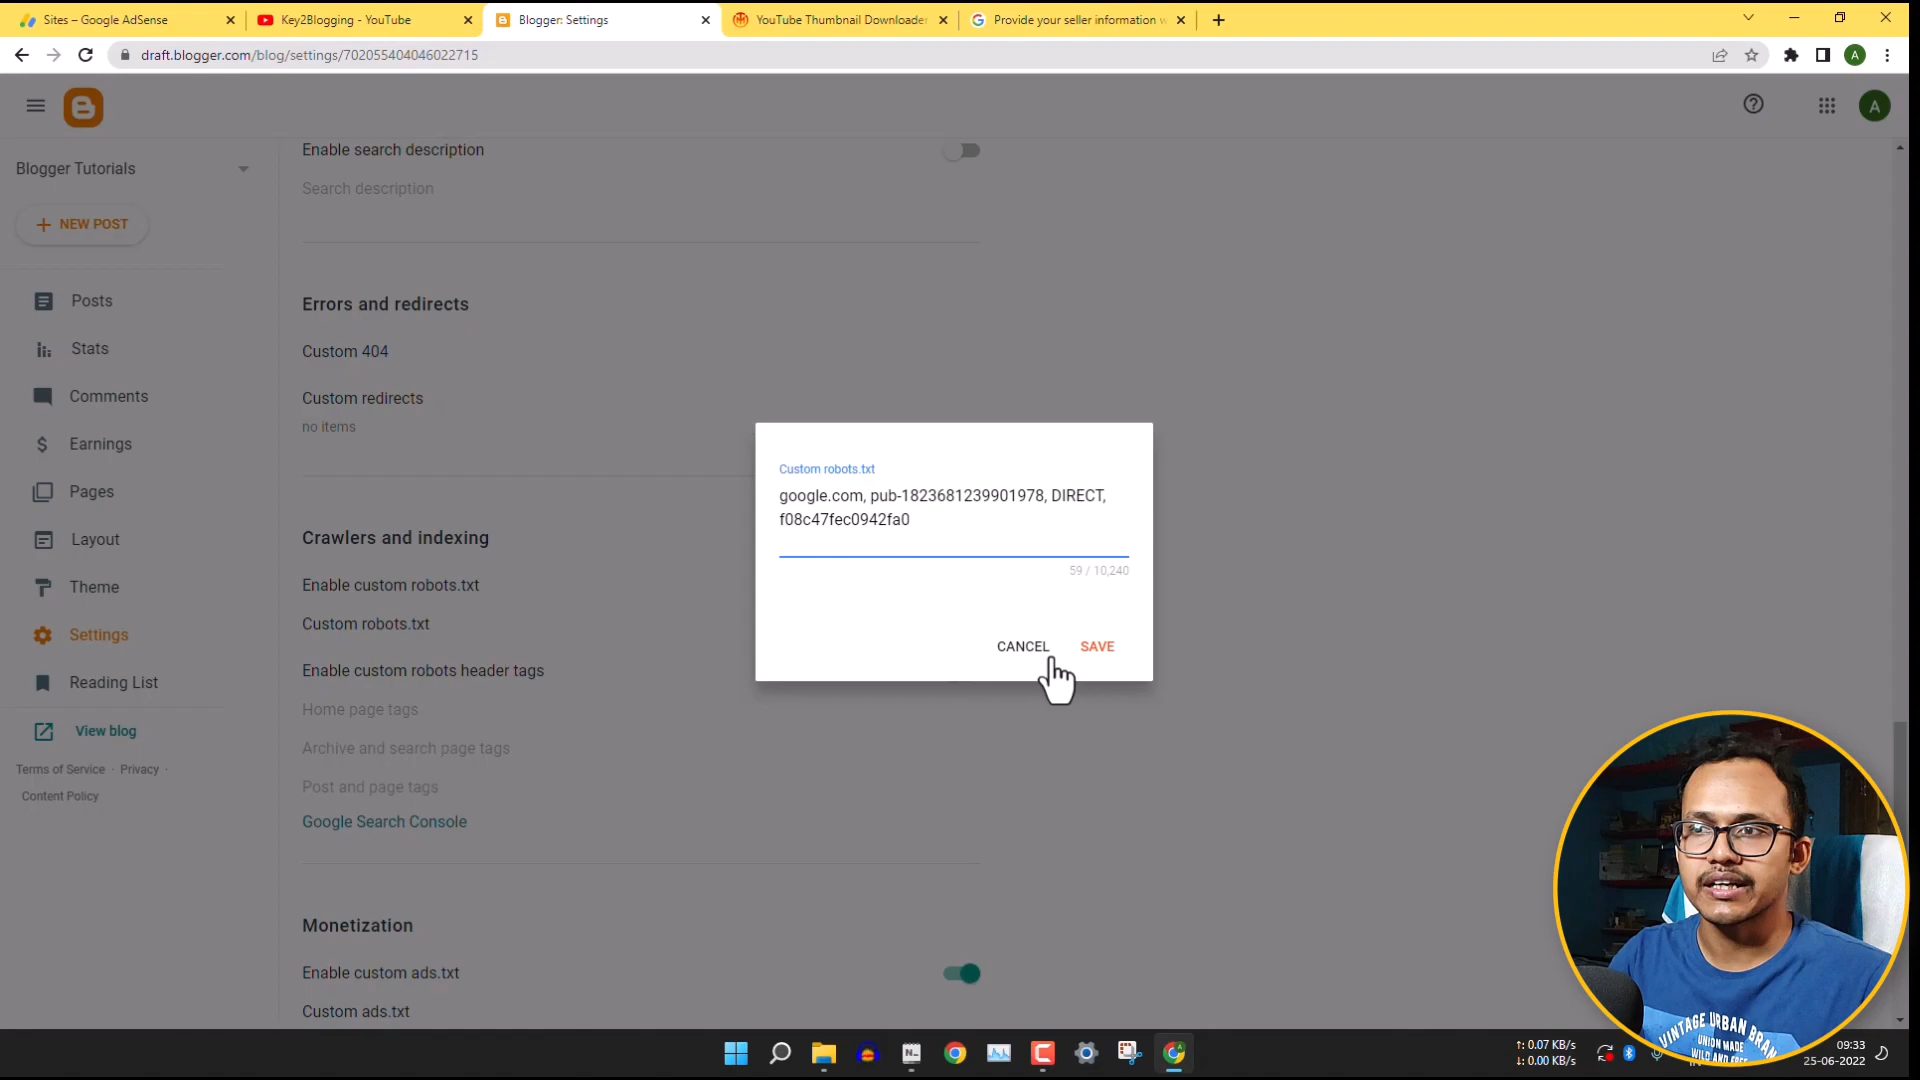 Sites – Google AdSense
Key2Blogging - YouTube
Blogger: Settings
YouTube Thumbnail Downloader
Provide your seller information w
draft.blogger.com/blog/settings/702055404046022715
A
A
Blogger Tutorials
NEW POST
Posts
Stats
Comments
Earnings
Pages
Layout
Theme
Settings
Reading List
View blog
Terms of Service · Privacy ·
Content Policy
Enable search description
Search description
Errors and redirects
Custom 404
Custom redirects
no items
Crawlers and indexing
Enable custom robots.txt
Custom robots.txt
Enable custom robots header tags
Home page tags
Archive and search page tags
Post and page tags
Google Search Console
Monetization
Enable custom ads.txt
Custom ads.txt
Custom robots.txt
google.com, pub-1823681239901978, DIRECT,
f08c47fec0942fa0
59 / 10,240
CANCEL
SAVE
VINTAGE URBAN BRAN
UNION MADE
↑: 0.07 KB/s
↓: 0.00 KB/s
09:33
25-06-2022